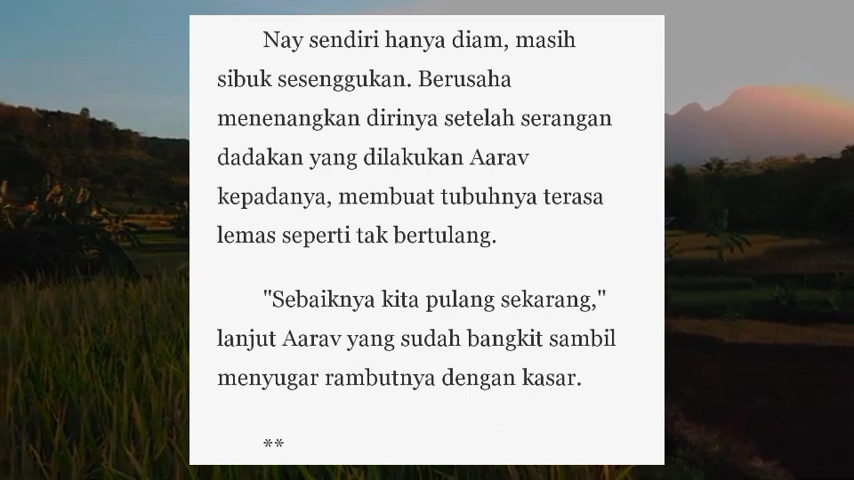 Nay sendiri hanya diam, masih
sibuk sesenggukan. Berusaha
menenangkan dirinya setelah serangan
dadakan yang dilakukan Aarav
kepadanya, membuat tubuhnya terasa
lemas seperti tak bertulang.
"Sebaiknya kita pulang sekarang,"
lanjut Aarav yang sudah bangkit sambil
menyugar rambutnya dengan kasar.
**